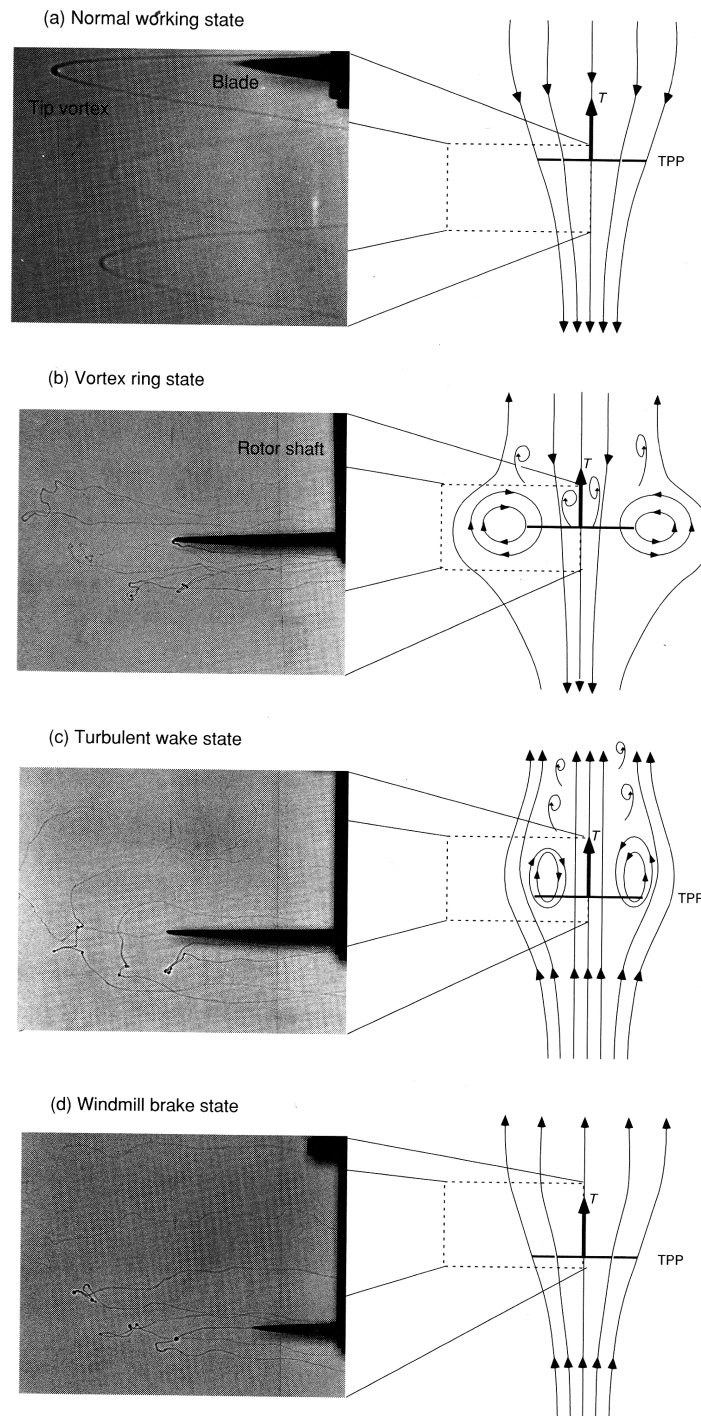 (a) Normal working state
Blade
Tip vortex
T
TPP
(b) Vortex ring state
Rotor shaft
T
(c) Turbulent wake state
T
TPP
(d) Windmill brake state
T
TPP